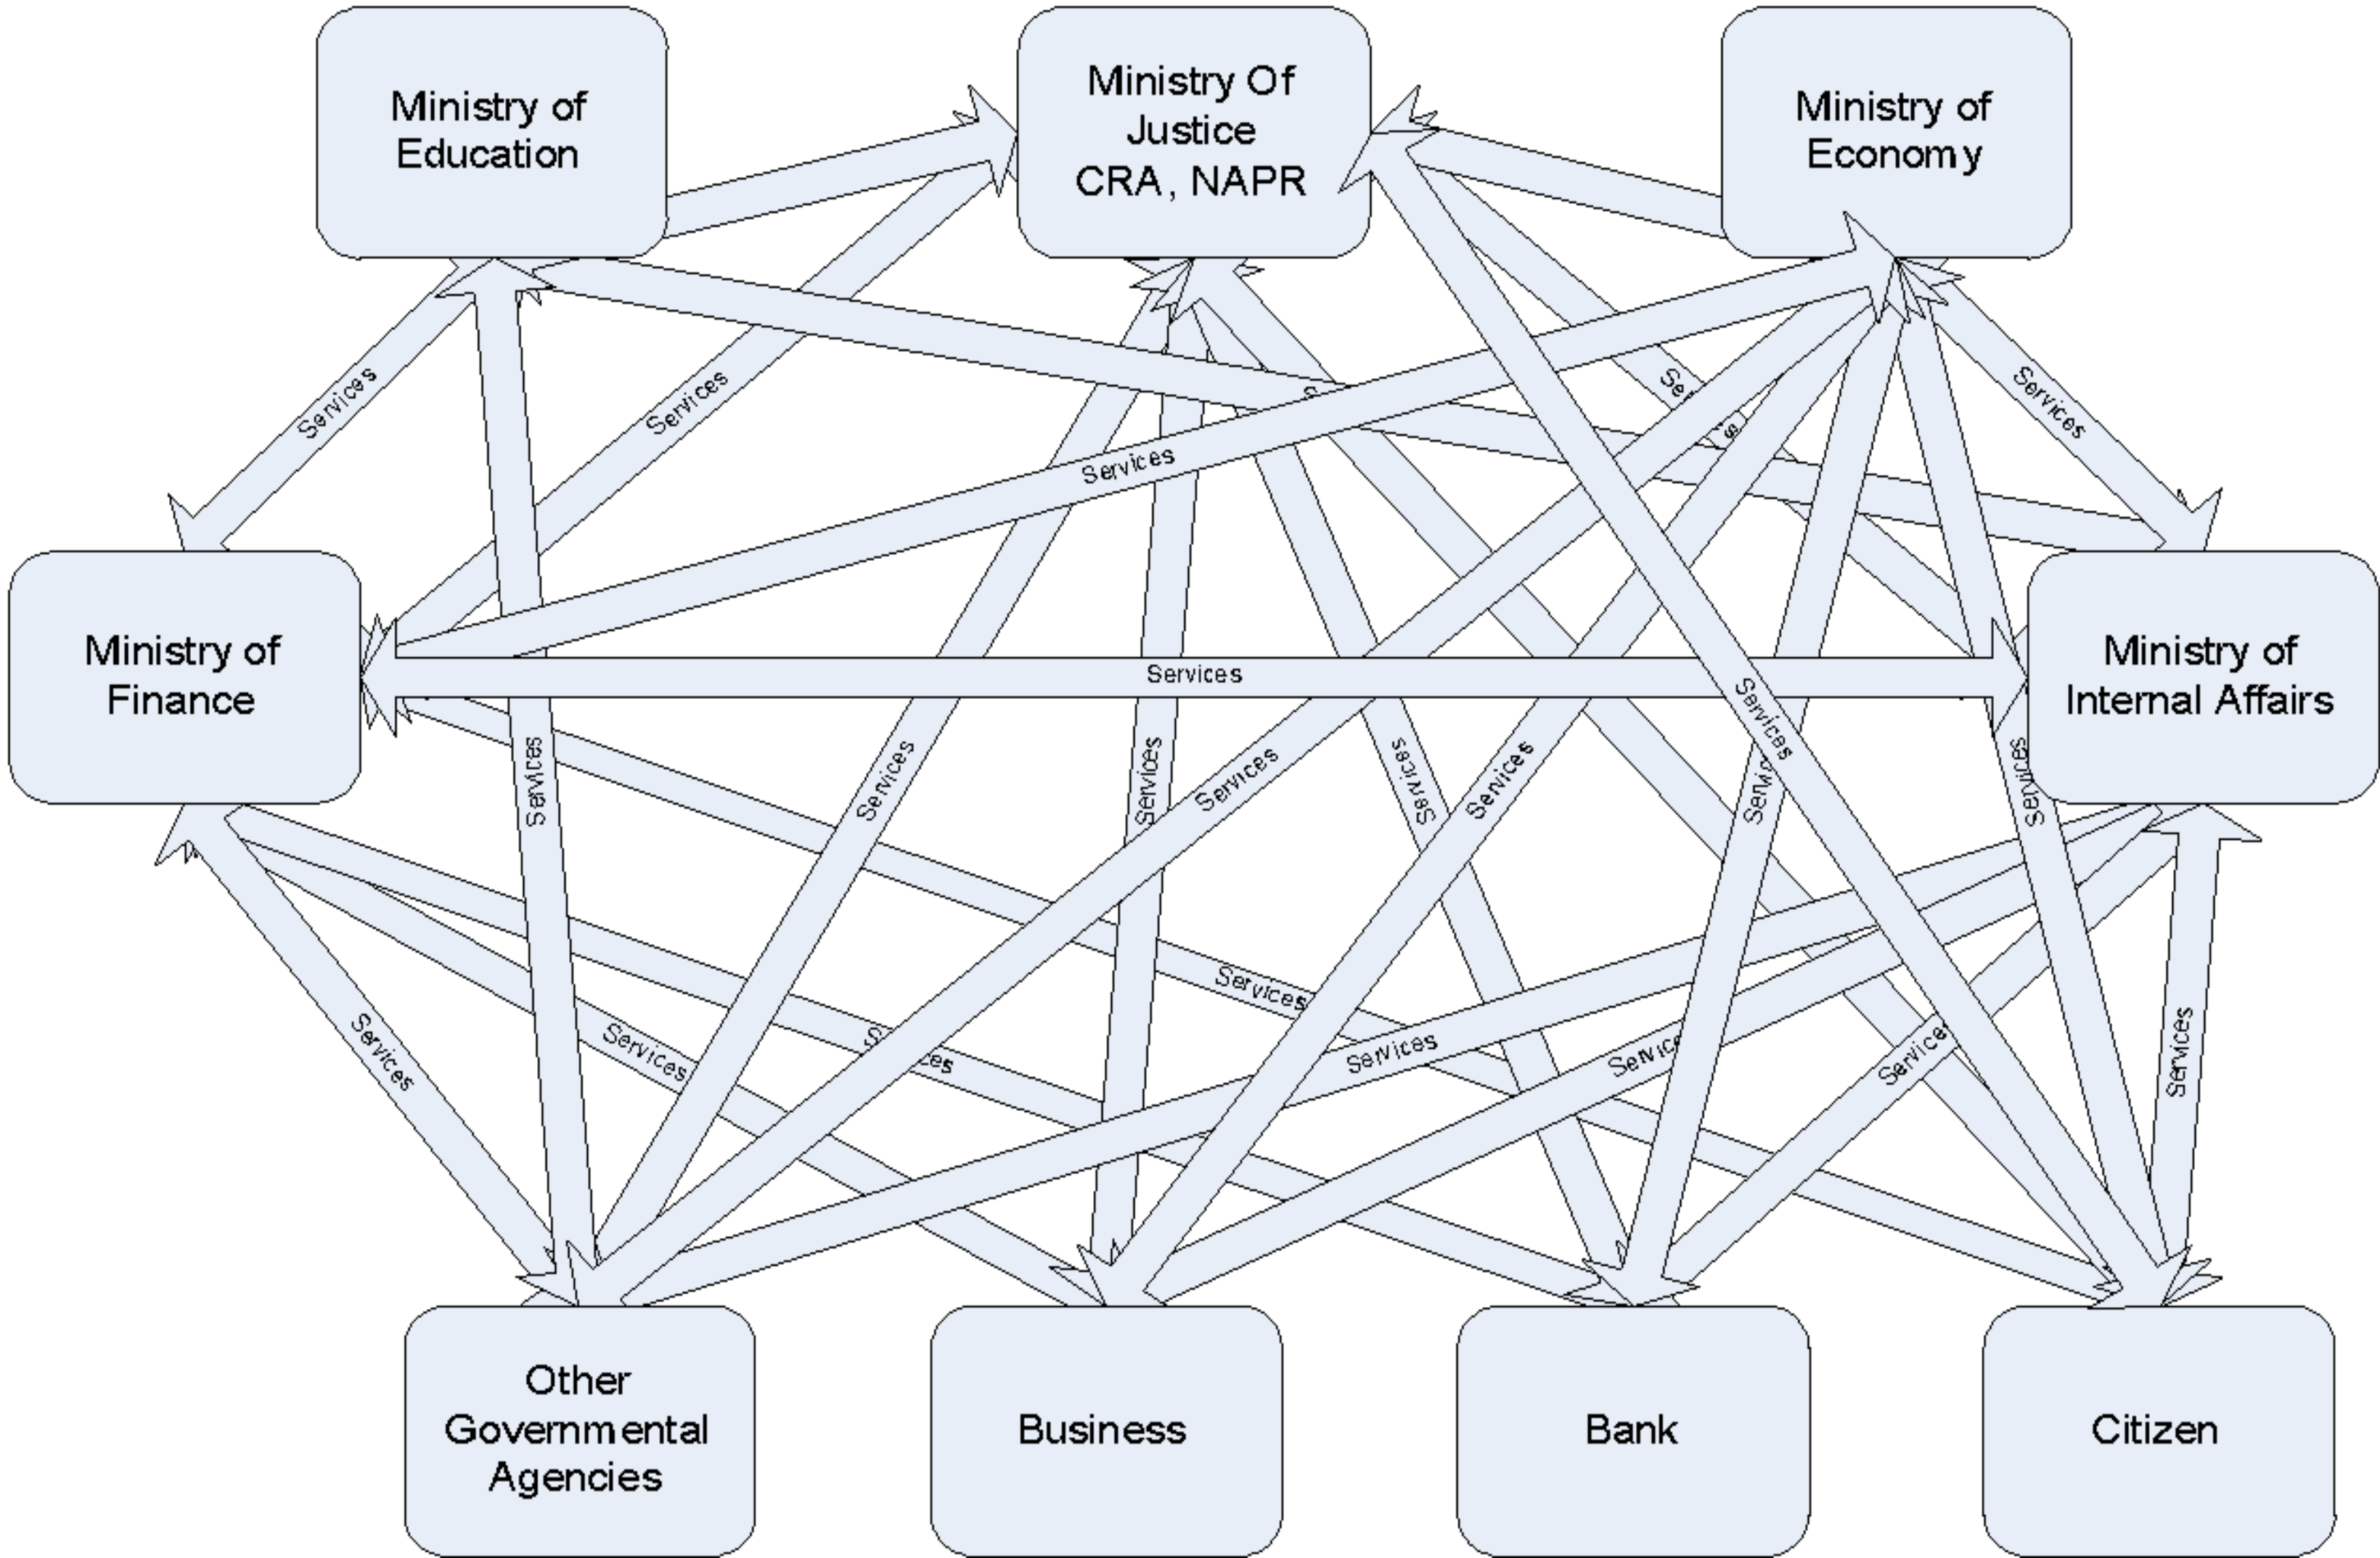 Ministry of
Education
Ministry Of
Justice
CRA, NAPR
Ministry of
Economy
Services
Services
Services
Services
Ministry of
Finance
Services
Ministry of
Internal Affairs
Services
Services
Services
Services
Services
Services
Services
Services
Services
Services
Services
Services
Services
Other
Governmental
Agencies
Business
Bank
Citizen